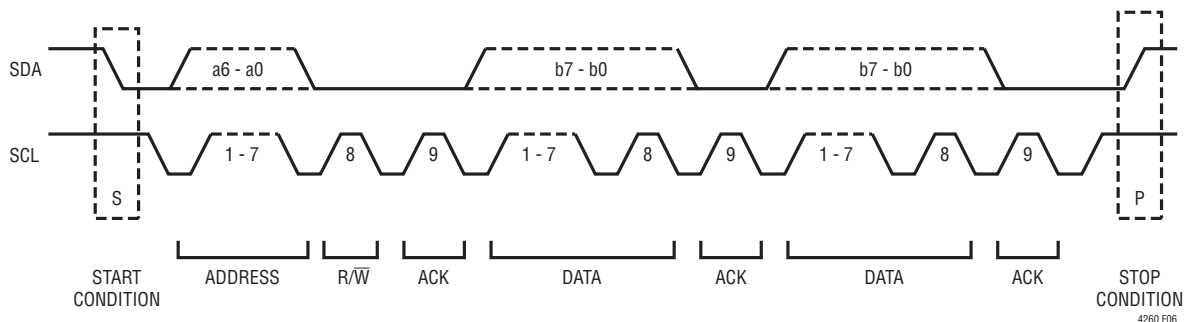 SDA
a6 - a0
b7 - b0
b7 - b0
SCL
1 - 7
8
9
1 - 7
8
9
1 - 7
8
9
S
P
START
CONDITION
ADDRESS
R/W̅
ACK
DATA
ACK
DATA
ACK
STOP
CONDITION
4260 F06